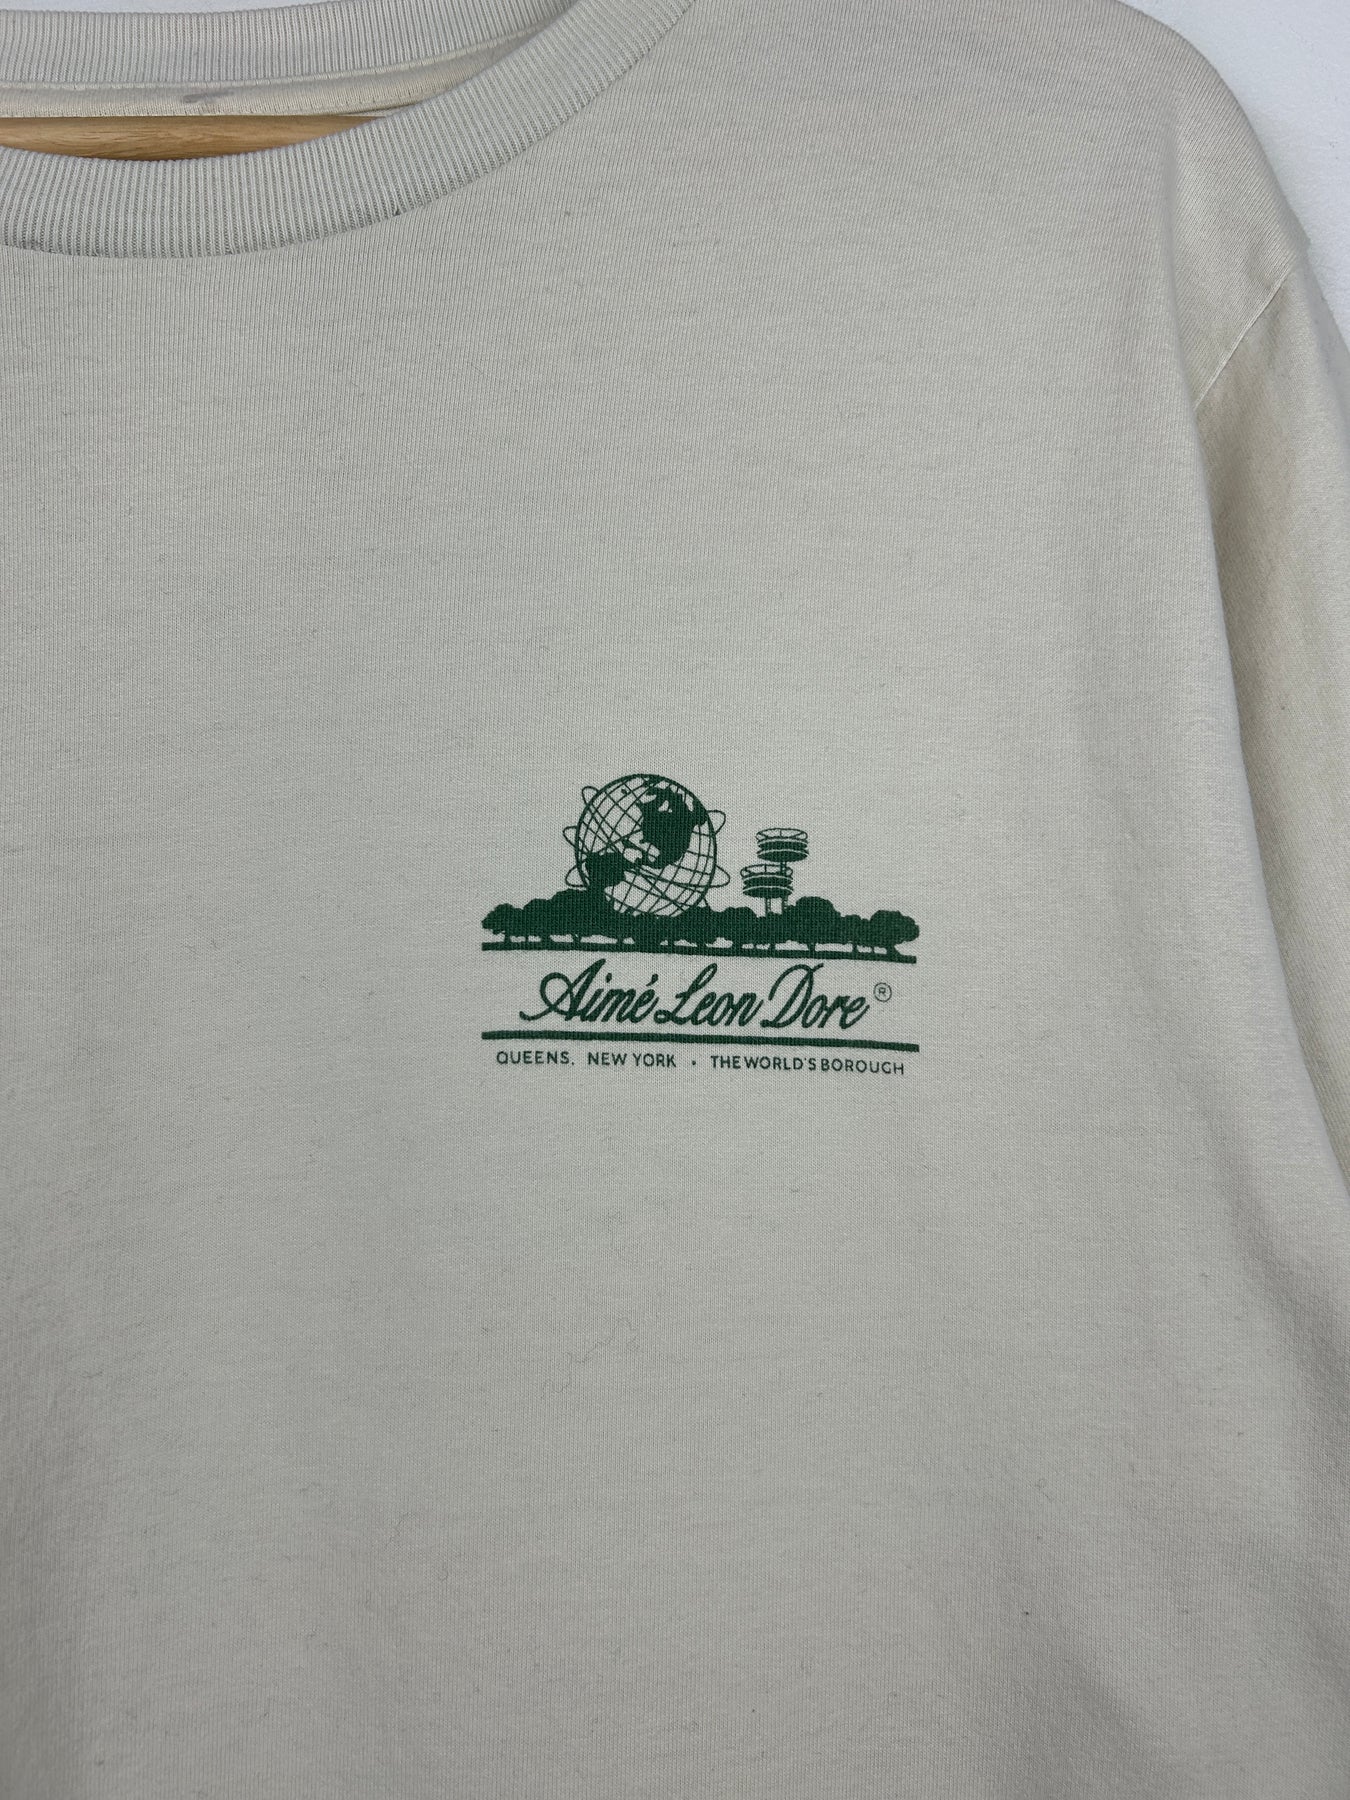 Aimé Leon Dore®
QUEENS. NEW YORK • THE WORLD'S BOROUGH